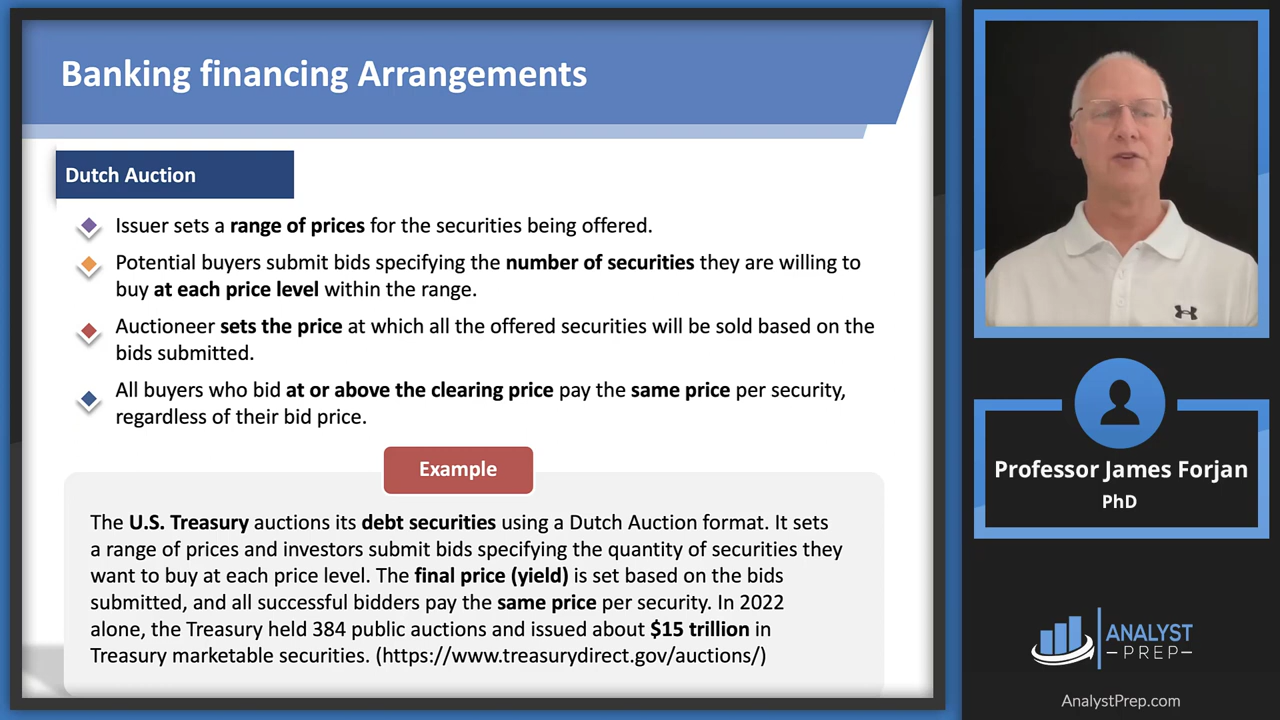 Banking financing Arrangements
Dutch Auction
Issuer sets a range of prices for the securities being offered.
Potential buyers submit bids specifying the number of securities they are willing to
buy at each price level within the range.
Auctioneer sets the price at which all the offered securities will be sold based on the
bids submitted.
All buyers who bid at or above the clearing price pay the same price per security,
regardless of their bid price.
Example
The U.S. Treasury auctions its debt securities using a Dutch Auction format. It sets
a range of prices and investors submit bids specifying the quantity of securities they
want to buy at each price level. The final price (yield) is set based on the bids
submitted, and all successful bidders pay the same price per security. In 2022
alone, the Treasury held 384 public auctions and issued about $15 trillion in
Treasury marketable securities. (https://www.treasurydirect.gov/auctions/)
Professor James Forjan
PhD
ANALYST
PREP
AnalystPrep.com